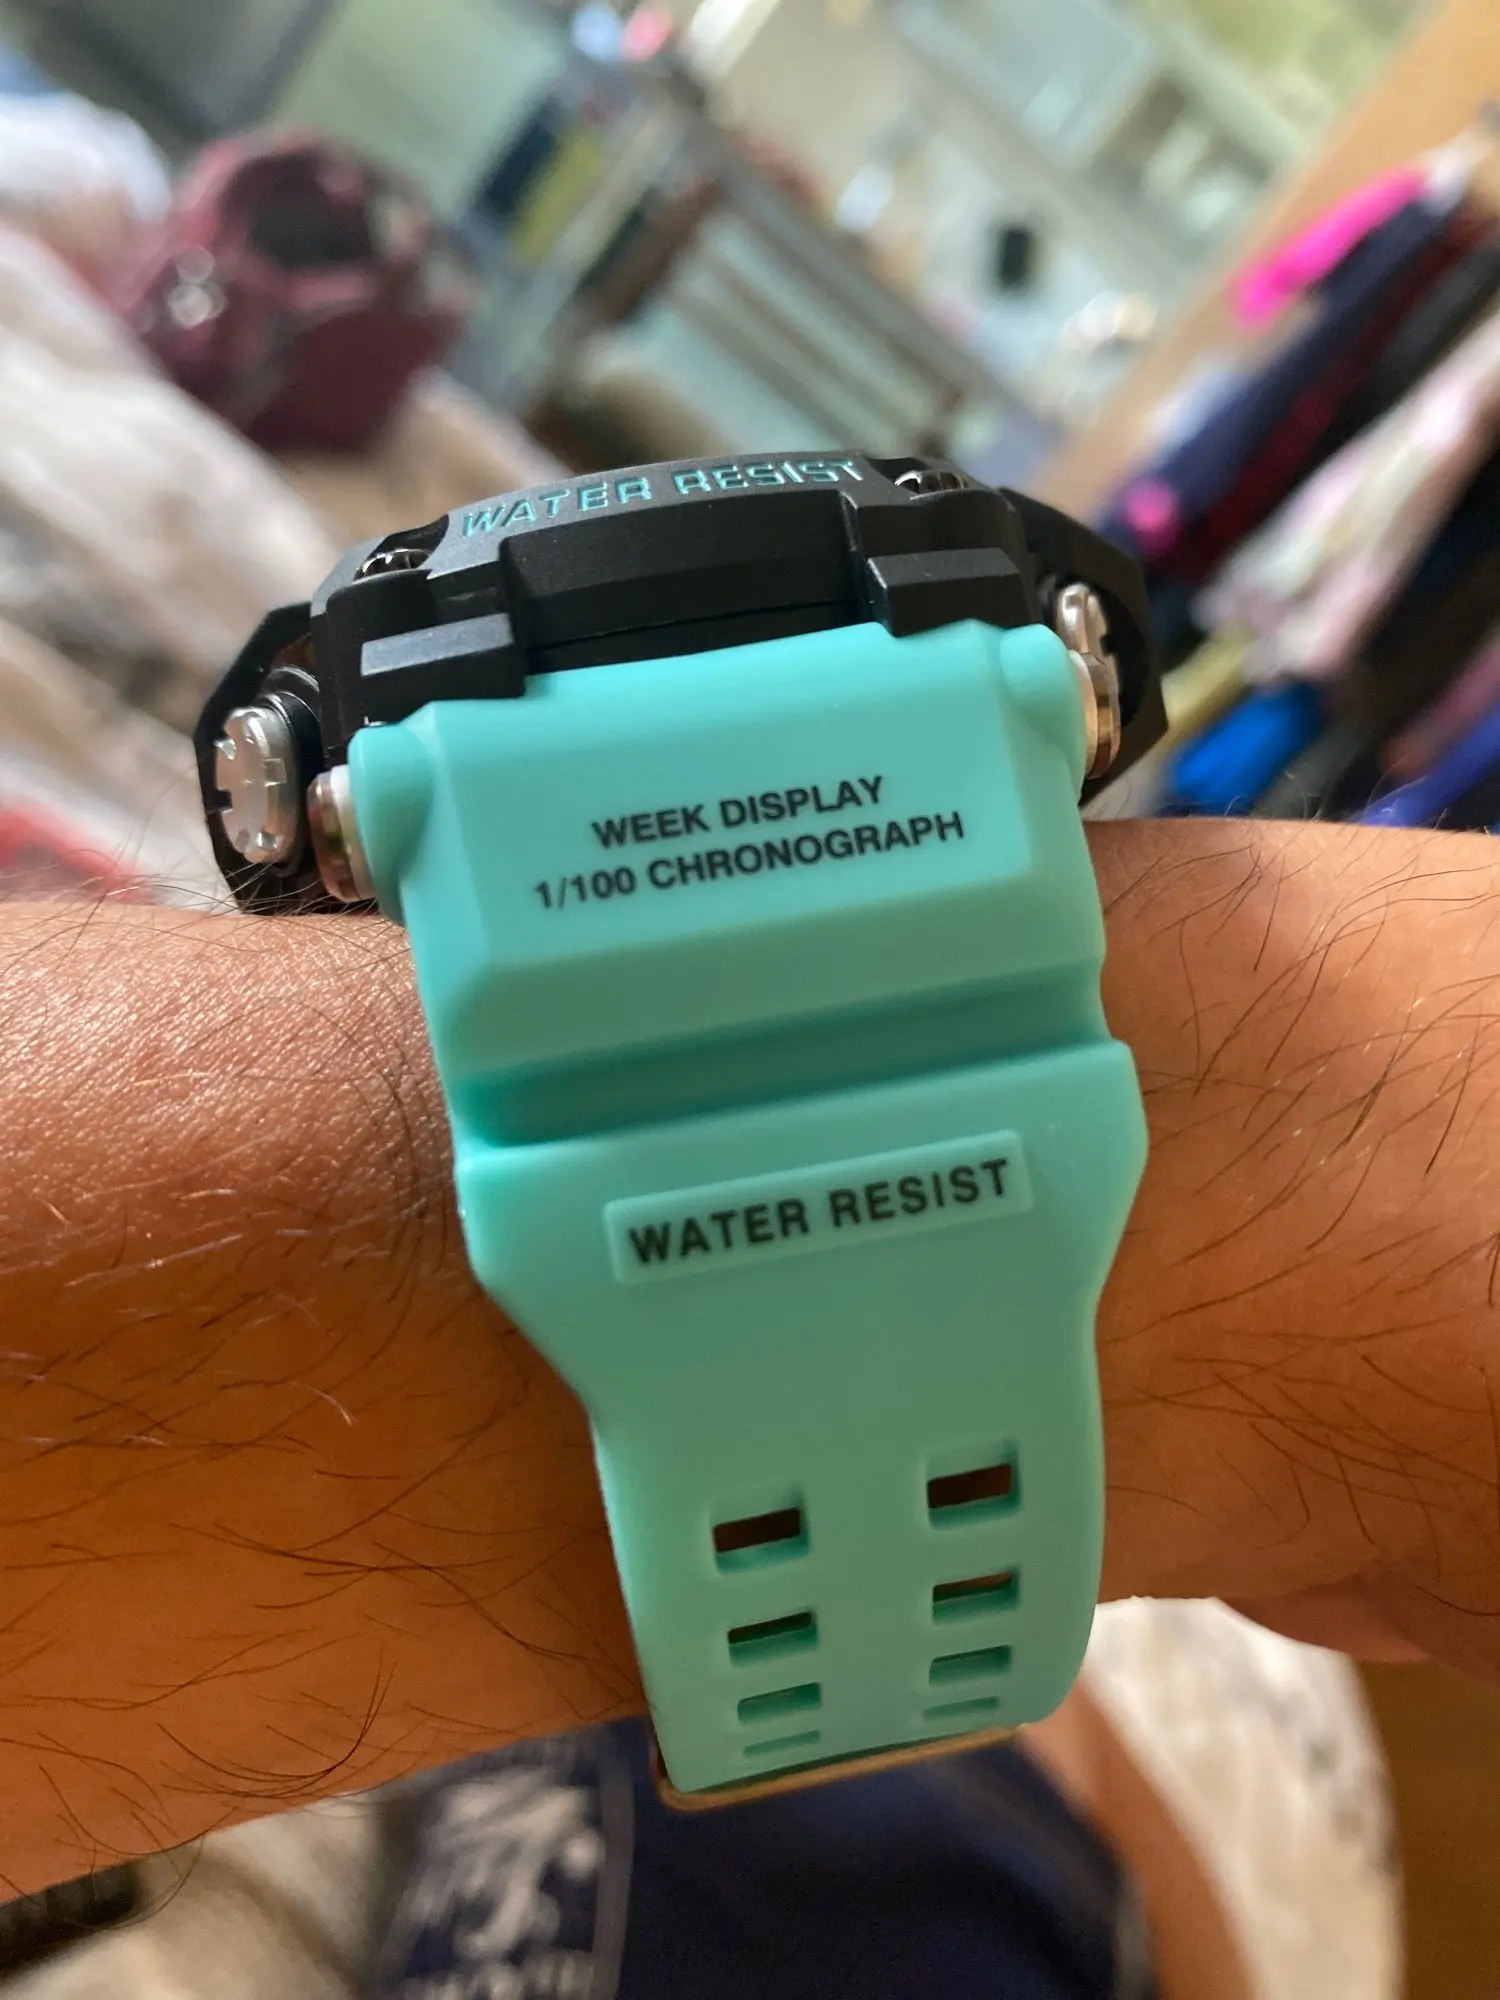 WATER RESIST
WEEK DISPLAY
1/100 CHRONOGRAPH
WATER RESIST